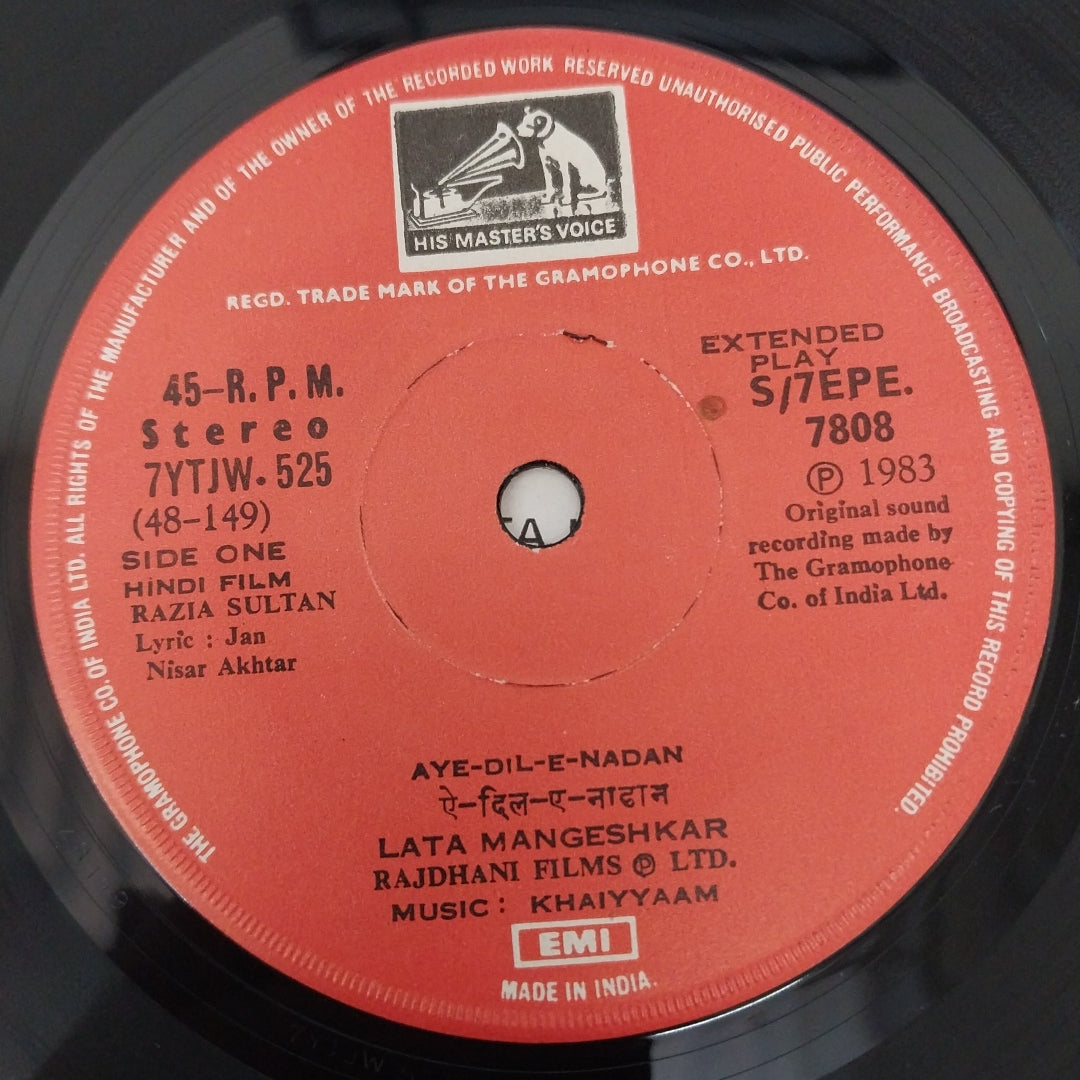 THE GRAMOPHONE CO. OF INDIA LTD. ALL RIGHTS OF THE MANUFACTURER AND OF THE OWNER OF THE RECORDED WORK RESERVED UNAUTHORISED PUBLIC PERFORMANCE BROADCASTING AND COPYING OF THIS RECORD PROHIBITED.
HIS MASTER'S VOICE
REGD. TRADE MARK OF THE GRAMOPHONE CO., LTD.
45-R.P.M.
Stereo
7YTJW. 525
(48-149)
SIDE ONE
HINDI FILM
RAZIA SULTAN
Lyric : Jan
Nisar Akhtar
EXTENDED
PLAY
S/7EPE.
7808
℗ 1983
Original sound
recording made by
The Gramophone
Co. of India Ltd.
AYE-DIL-E-NADAN
ऐ-दिल-ए-नादान
LATA MANGESHKAR
RAJDHANI FILMS ℗ LTD.
MUSIC: KHAIYYAAM
EMI
MADE IN INDIA.